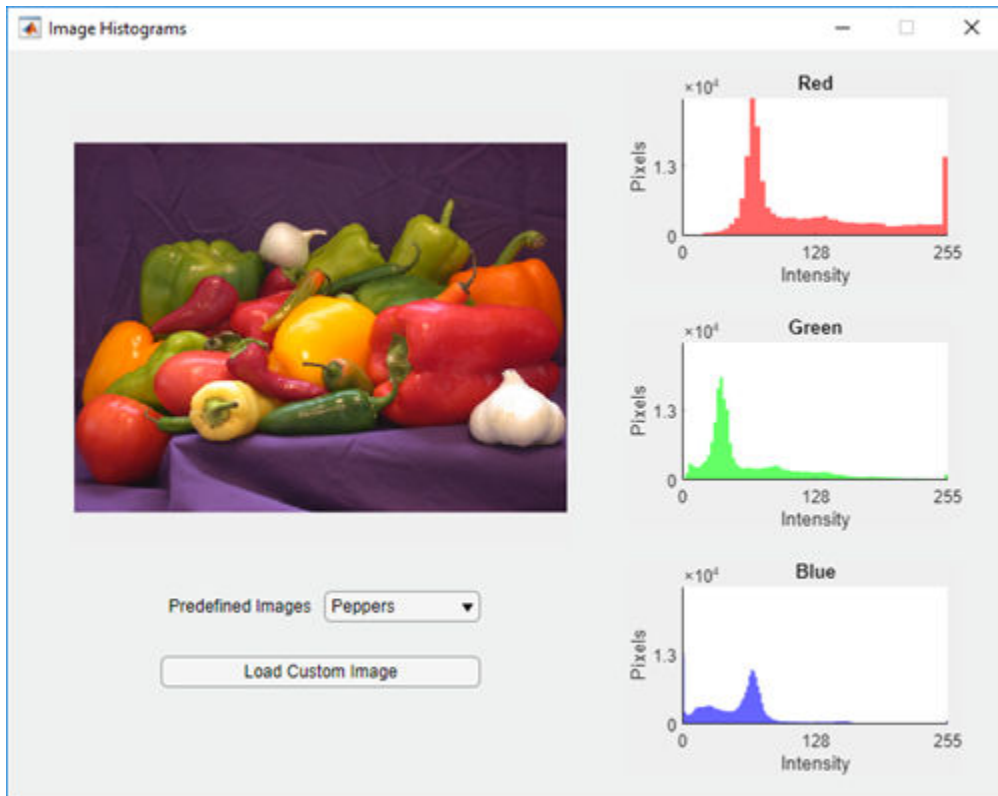 Image Histograms
Predefined Images Peppers
Load Custom Image
Red
×10⁴
Pixels
1.3
0
0 128 255
Intensity
Green
×10⁴
Pixels
1.3
0
0 128 255
Intensity
Blue
×10⁴
Pixels
1.3
0
0 128 255
Intensity